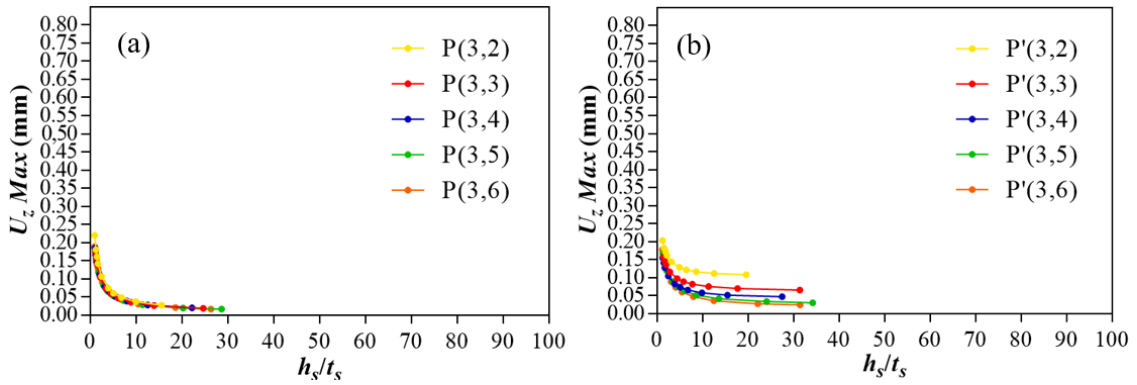 (a)
U_z Max (mm)
0.80
0.75
0.70
0.65
0.60
0.55
0.50
0.45
0.40
0.35
0.30
0.25
0.20
0.15
0.10
0.05
0.00
P(3,2)
P(3,3)
P(3,4)
P(3,5)
P(3,6)
0 10 20 30 40 50 60 70 80 90 100
h_s/t_s
(b)
U_z Max (mm)
0.80
0.75
0.70
0.65
0.60
0.55
0.50
0.45
0.40
0.35
0.30
0.25
0.20
0.15
0.10
0.05
0.00
P'(3,2)
P'(3,3)
P'(3,4)
P'(3,5)
P'(3,6)
0 10 20 30 40 50 60 70 80 90 100
h_s/t_s